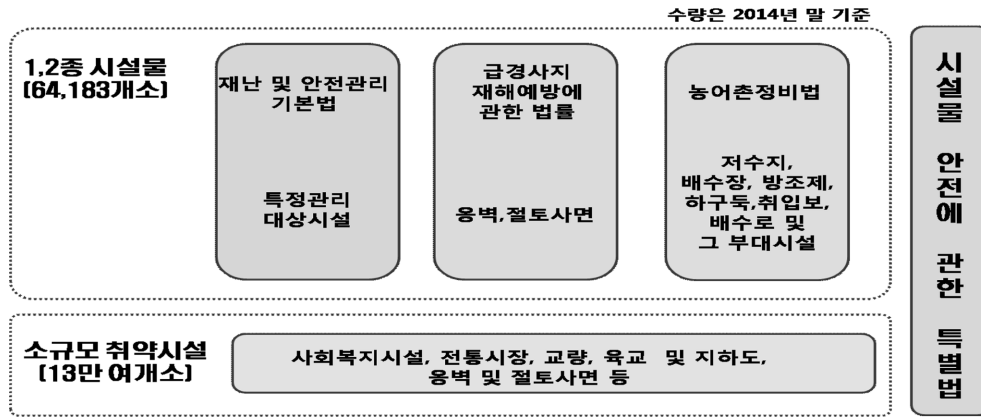 수량은 2014년 말 기준
1,2종 시설물
(64,183개소)
재난 및 안전관리
기본법
특정관리
대상시설
급경사지
재해예방에
관한 법률
옹벽,절토사면
농어촌정비법
저수지,
배수장, 방조제,
하구둑,취입보,
배수로 및
그 부대시설
소규모 취약시설
(13만 여개소)
사회복지시설, 전통시장, 교량, 육교 및 지하도,
옹벽 및 절토사면 등
시설물 안전에 관한 특별법